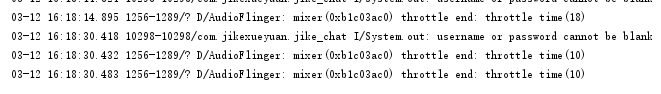 03-12 16:18:14.895 1256-1289/? D/AudioFlinger: mixer(0xb1c03ac0) throttle end: throttle time(18)
03-12 16:18:30.418 10298-10298/com.jikexueyuan.jike_chat I/System.out: username or password cannot be blank
03-12 16:18:30.432 1256-1289/? D/AudioFlinger: mixer(0xb1c03ac0) throttle end: throttle time(10)
03-12 16:18:30.483 1256-1289/? D/AudioFlinger: mixer(0xb1c03ac0) throttle end: throttle time(10)